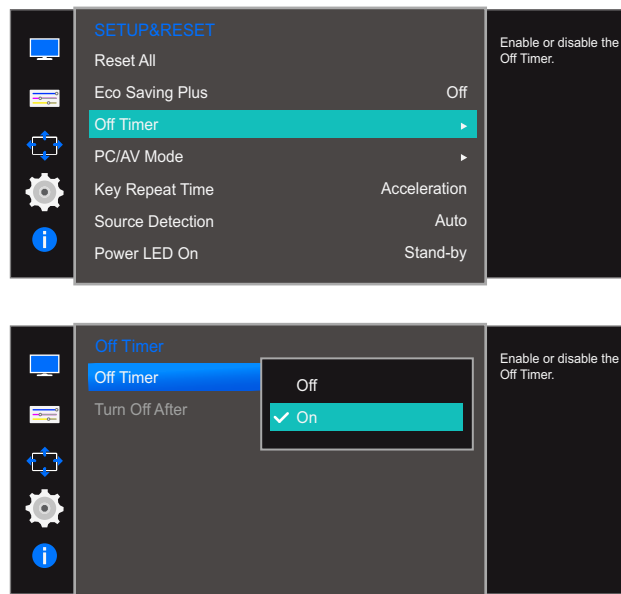 SETUP&RESET
Reset All
Eco Saving Plus Off
Off Timer
PC/AV Mode
Key Repeat Time Acceleration
Source Detection Auto
Power LED On Stand-by
Enable or disable the
Off Timer.
Off Timer
Off Timer
Turn Off After
Off
On
Enable or disable the
Off Timer.